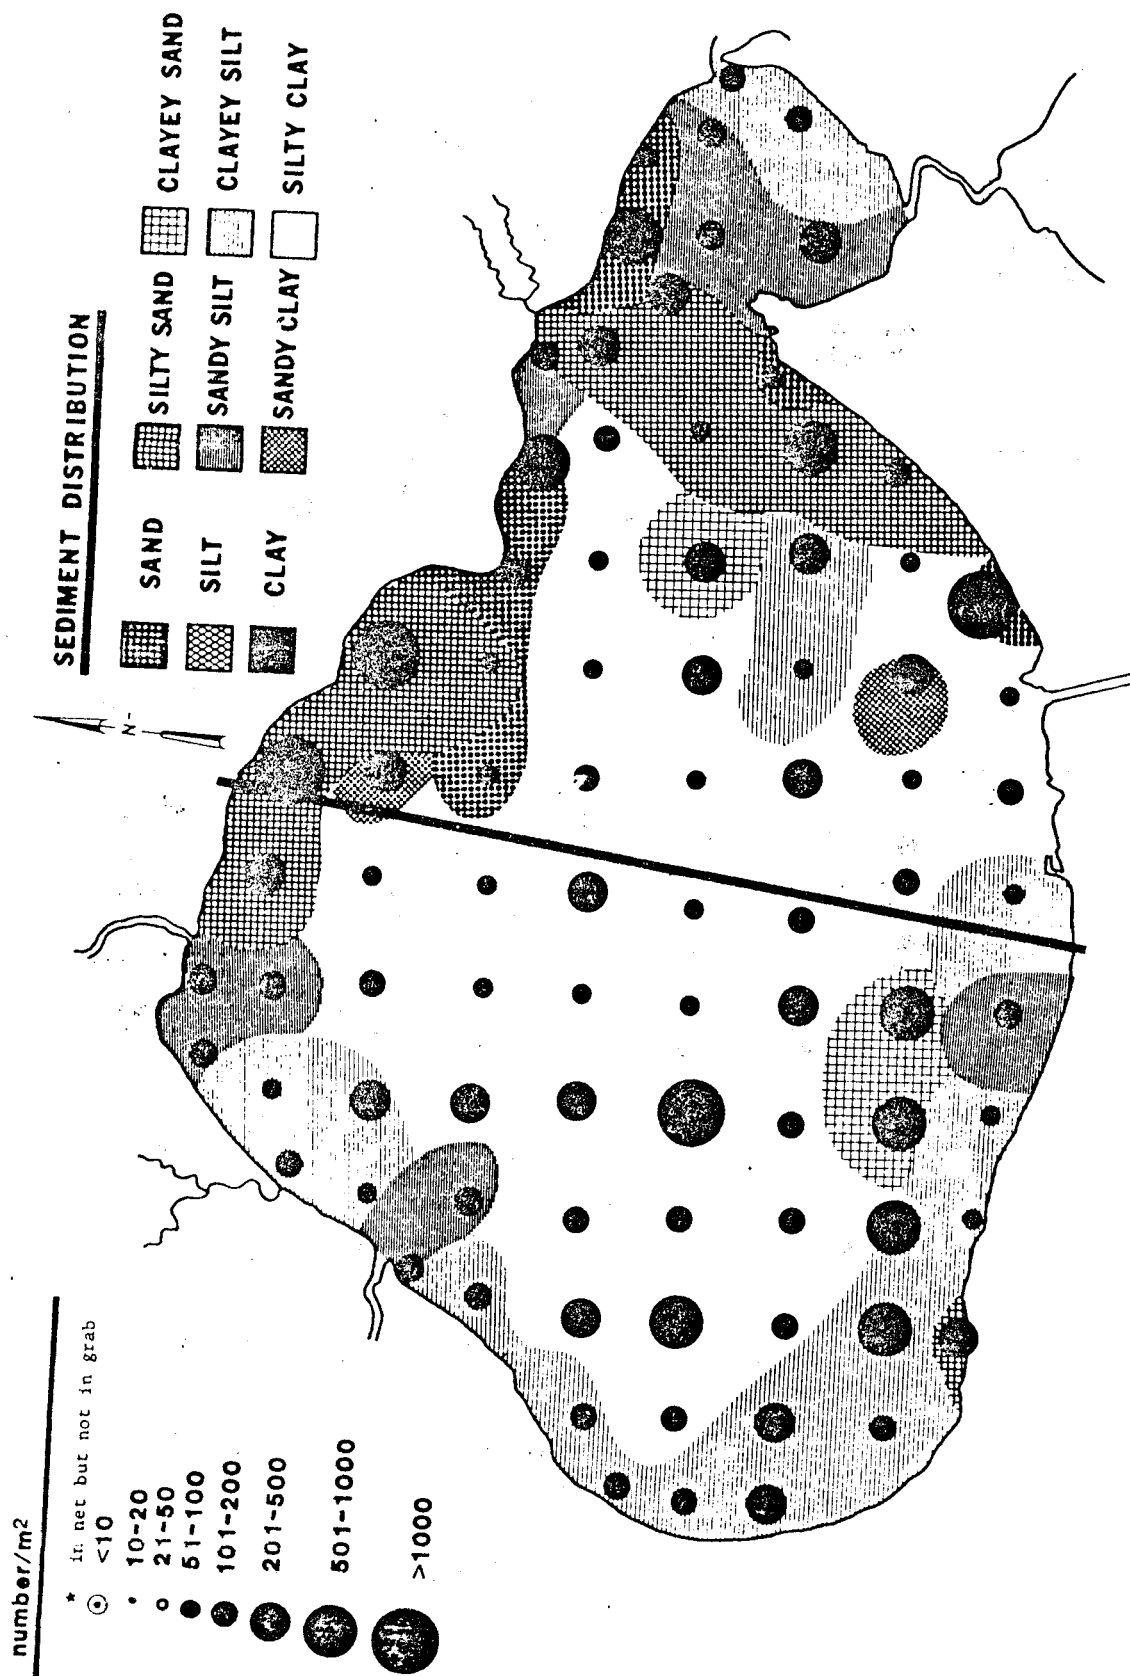 number/m²
* in net but not in grab
<10
10-20
21-50
51-100
101-200
201-500
501-1000
>1000
SEDIMENT DISTRIBUTION
SAND
SILTY SAND
CLAYEY SAND
SILT
SANDY SILT
CLAYEY SILT
CLAY
SANDY CLAY
SILTY CLAY
N